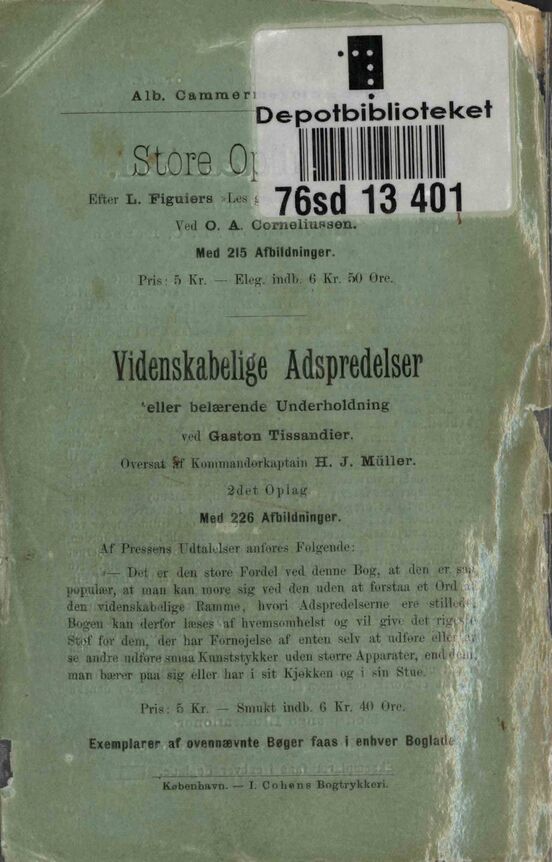 Alb. Cammer
Depotbiblioteket
Store Op
76sd 13 401
Efter L. Figuiers »Les g
Ved O. A. Corneliussen.
Med 215 Afbildninger.
Pris: 5 Kr. — Eleg. indb. 6 Kr. 50 Øre.
Videnskabelige Adspredelser
eller belærende Underholdning
ved Gaston Tissandier.
Oversat af Kommandørkaptain H. J. Müller.
2det Oplag
Med 226 Afbildninger.
Af Pressens Udtalelser anføres Følgende:
— Det er den store Fordel ved denne Bog, at den er saa
populær, at man kan more sig ved den uden at forstaa et Ord af
den videnskabelige Ramme, hvori Adspredelserne ere stillede.
Bogen kan derfor læses af hvemsomhelst og vil give det rigeste
Stof for dem, der har Fornøjelse af enten selv at udføre eller
se andre udføre smaa Kunststykker uden større Apparater, end dem,
man bærer paa sig eller har i sit Kjøkken og i sin Stue.
Pris: 5 Kr. — Smukt indb. 6 Kr. 40 Øre.
Exemplarer af ovennævnte Bøger faas i enhver Boglade
København. — I. Cohens Bogtrykkeri.